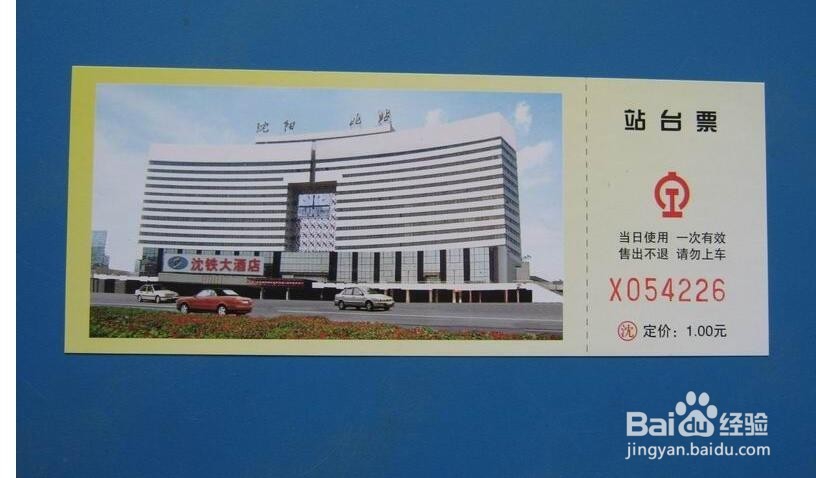 沈阳 北站
沈铁大酒店
站台票
当日使用 一次有效
售出不退 请勿上车
X054226
沈 定价：1.00元
Bai du 经验
jingyan.baidu.com